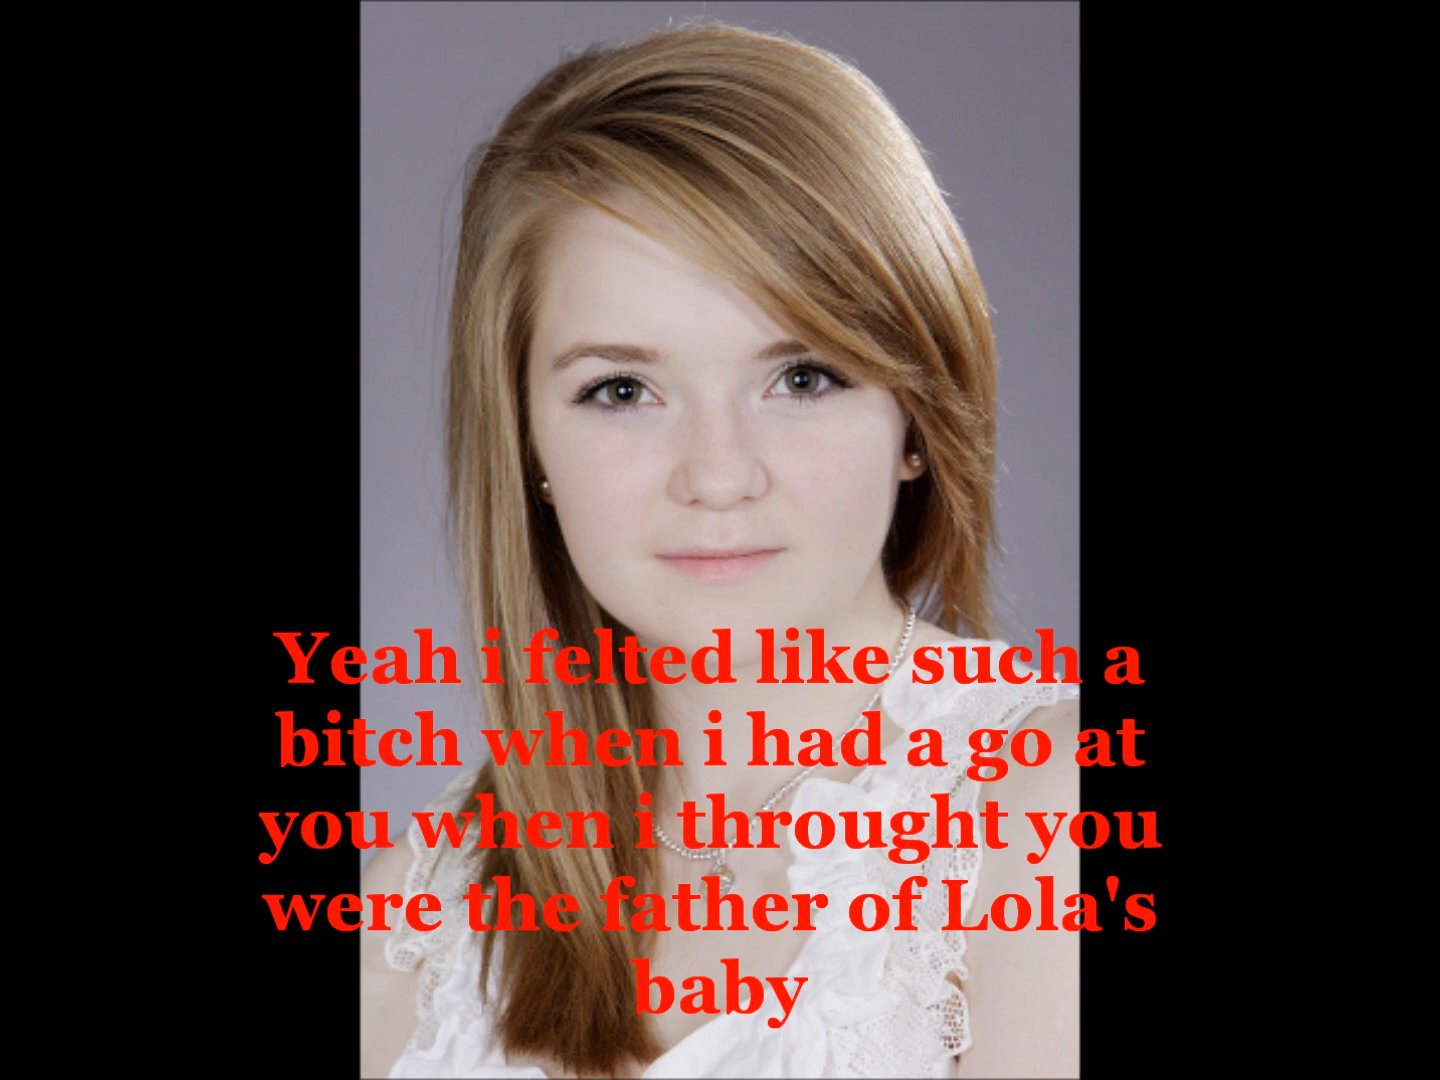 Yeah i felted like such a
bitch when i had a go at
you when i throught you
were the father of Lola's
baby